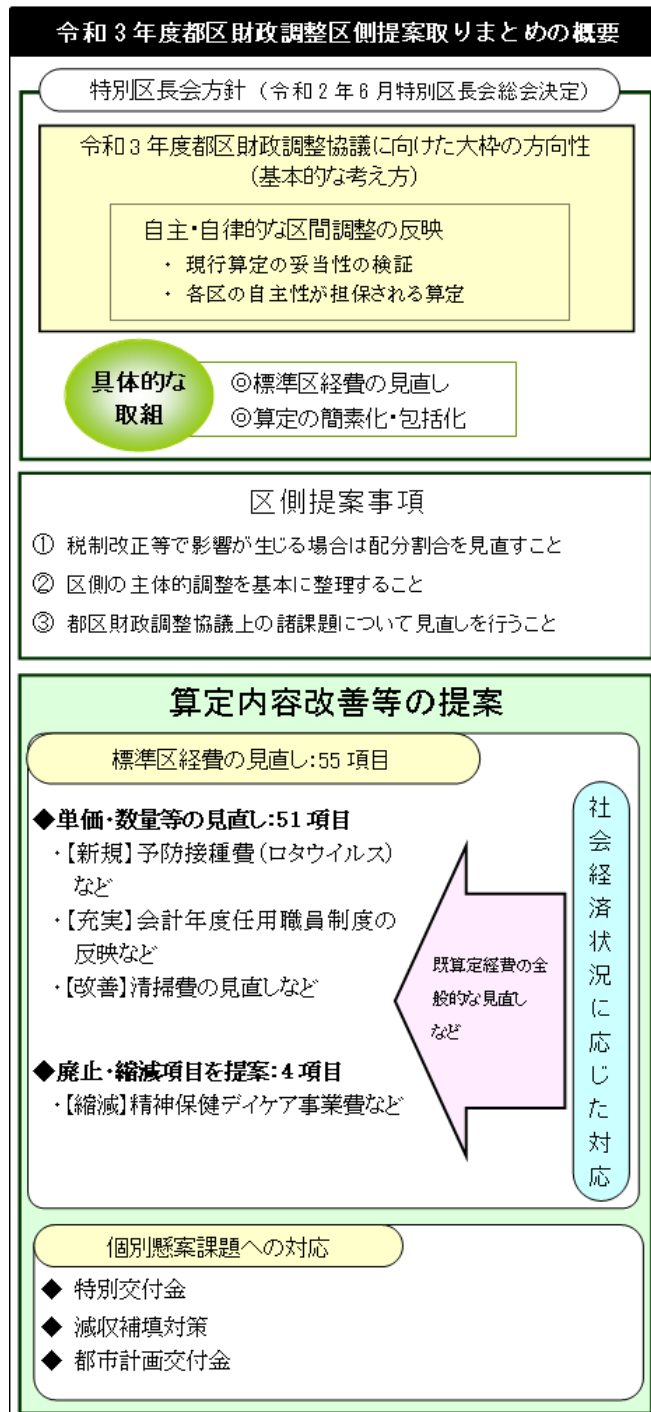 令和3年度都区財政調整区側提案取りまとめの概要
特別区長会方針（令和2年6月特別区長会総会決定）
令和3年度都区財政調整協議に向けた大枠の方向性
（基本的な考え方）
自主・自律的な区間調整の反映
・ 現行算定の妥当性の検証
・ 各区の自主性が担保される算定
具体的な
取組
◎標準区経費の見直し
◎算定の簡素化・包括化
区側提案事項
① 税制改正等で影響が生じる場合は配分割合を見直すこと
② 区側の主体的調整を基本に整理すること
③ 都区財政調整協議上の諸課題について見直しを行うこと
算定内容改善等の提案
標準区経費の見直し:55項目
◆単価・数量等の見直し:51項目
・【新規】予防接種費（ロタウイルス）
など
・【充実】会計年度任用職員制度の
反映など
・【改善】清掃費の見直しなど
◆廃止・縮減項目を提案:4項目
・【縮減】精神保健デイケア事業費など
既算定経費の全
般的な見直し
など
社会経済状況に応じた対応
個別懸案課題への対応
◆ 特別交付金
◆ 減収補填対策
◆ 都市計画交付金